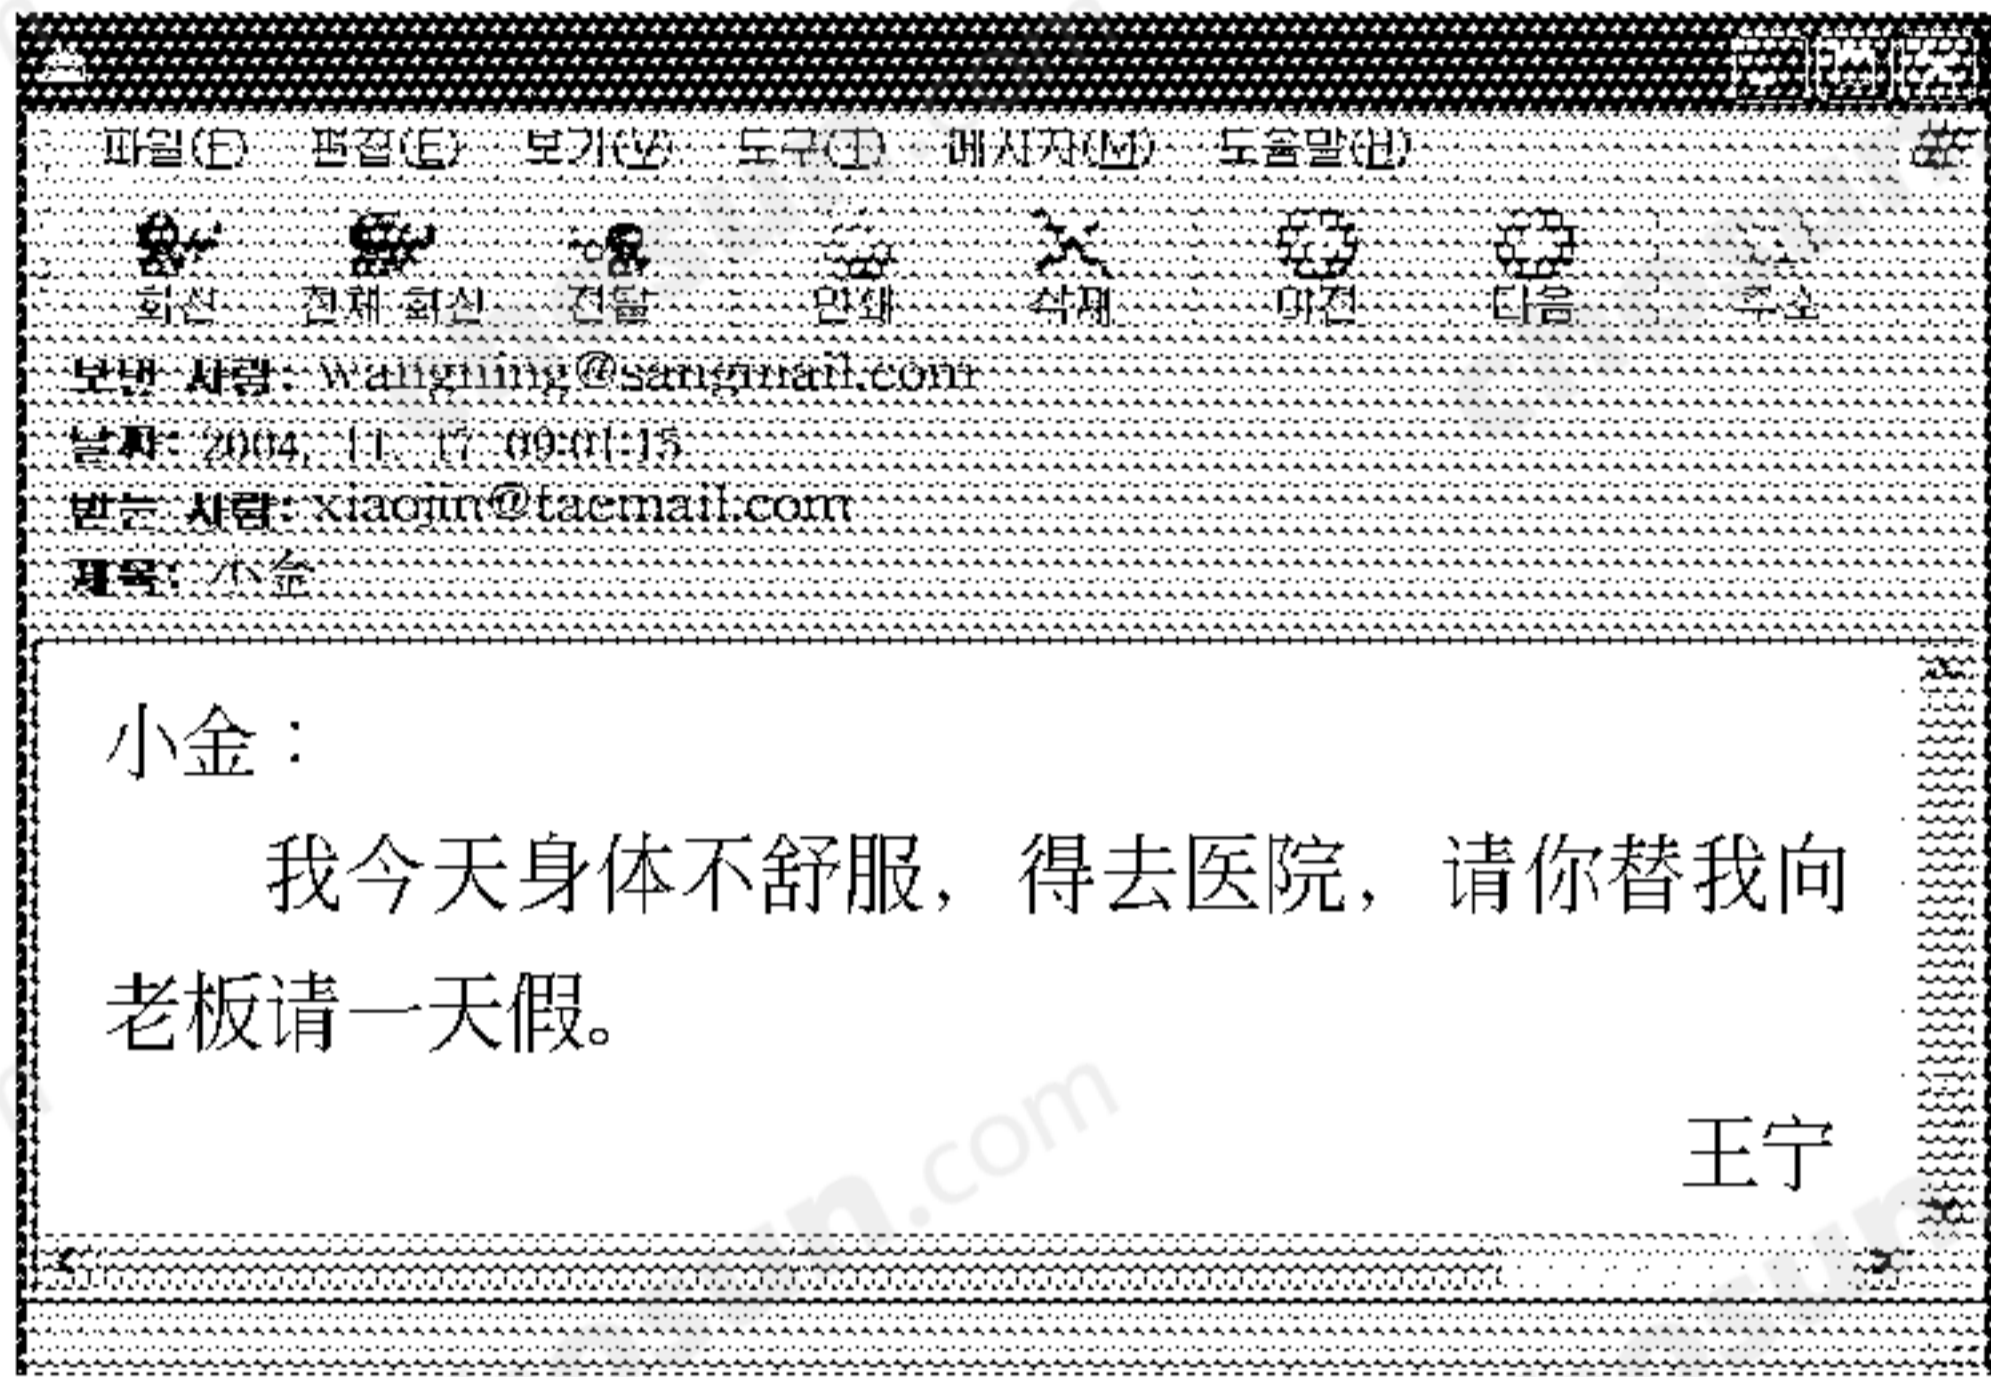 파일(F) 편집(E) 보기(V) 도구(T) 메시지(M) 도움말(H)
회신 전체 회신 전달 인쇄 삭제 이전 다음 주소
보낸 사람: wangning@sangmail.com
날짜: 2004. 11. 17 09:01:15
받는 사람: xiaojin@taemail.com
제목: 小金
小金：
我今天身体不舒服，得去医院，请你替我向
老板请一天假。
王宁